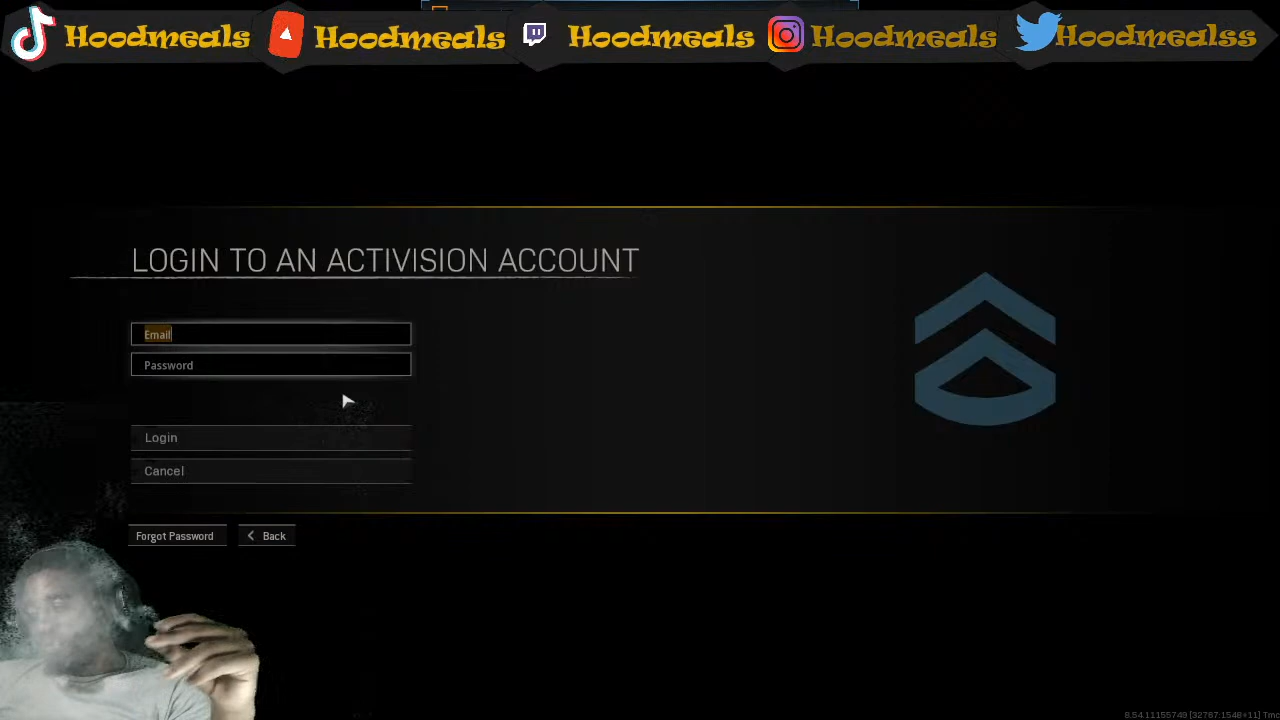 Hoodmeals Hoodmeals Hoodmeals Hoodmeals Hoodmealss
LOGIN TO AN ACTIVISION ACCOUNT
Email
Password
Login
Cancel
Forgot Password
Back